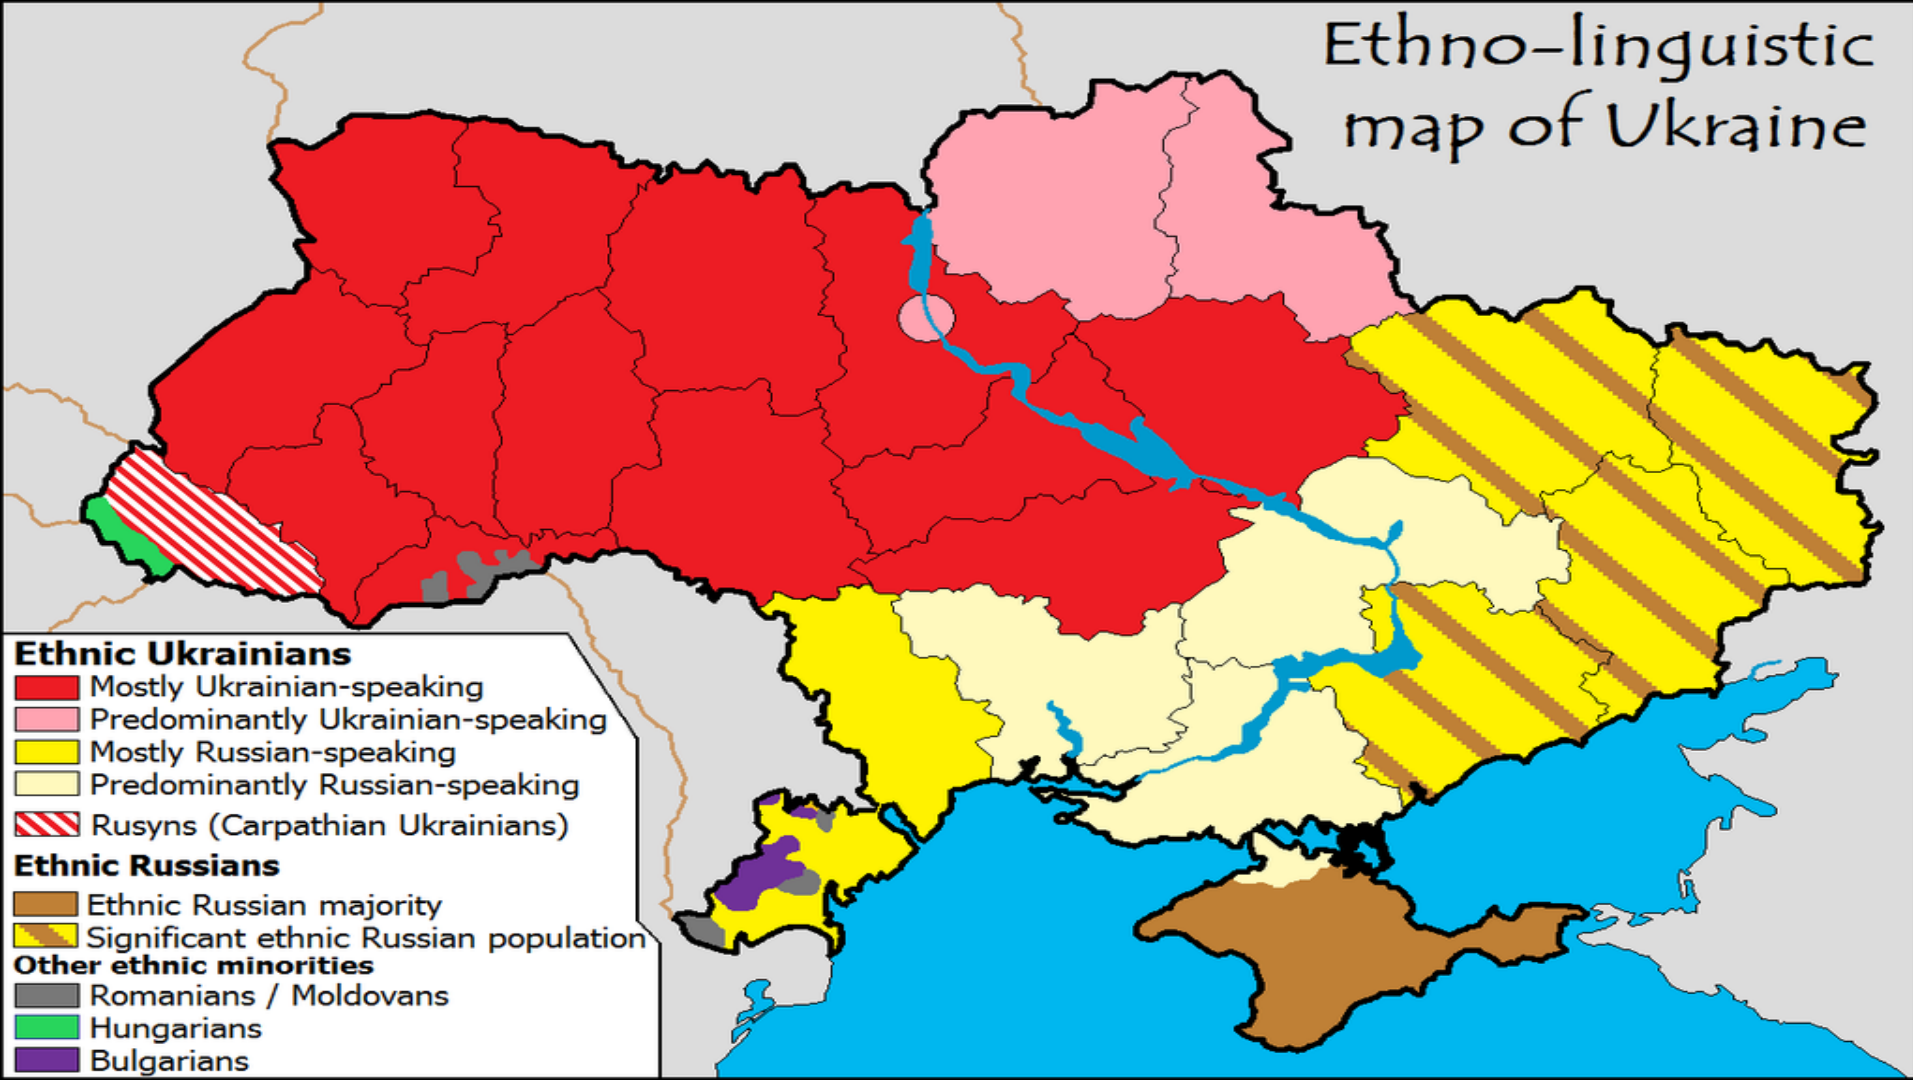 Ethno-linguistic
map of Ukraine
Ethnic Ukrainians
Mostly Ukrainian-speaking
Predominantly Ukrainian-speaking
Mostly Russian-speaking
Predominantly Russian-speaking
Rusyns (Carpathian Ukrainians)
Ethnic Russians
Ethnic Russian majority
Significant ethnic Russian population
Other ethnic minorities
Romanians / Moldovans
Hungarians
Bulgarians